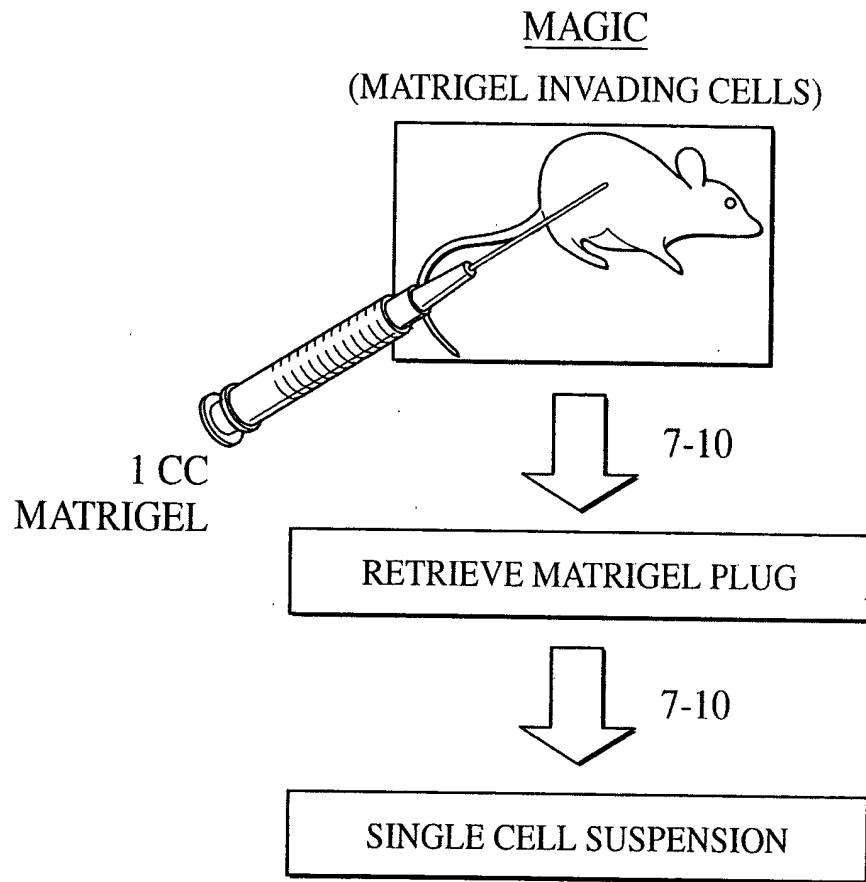 MAGIC
(MATRIGEL INVADING CELLS)
1 CC
MATRIGEL
7-10
RETRIEVE MATRIGEL PLUG
7-10
SINGLE CELL SUSPENSION